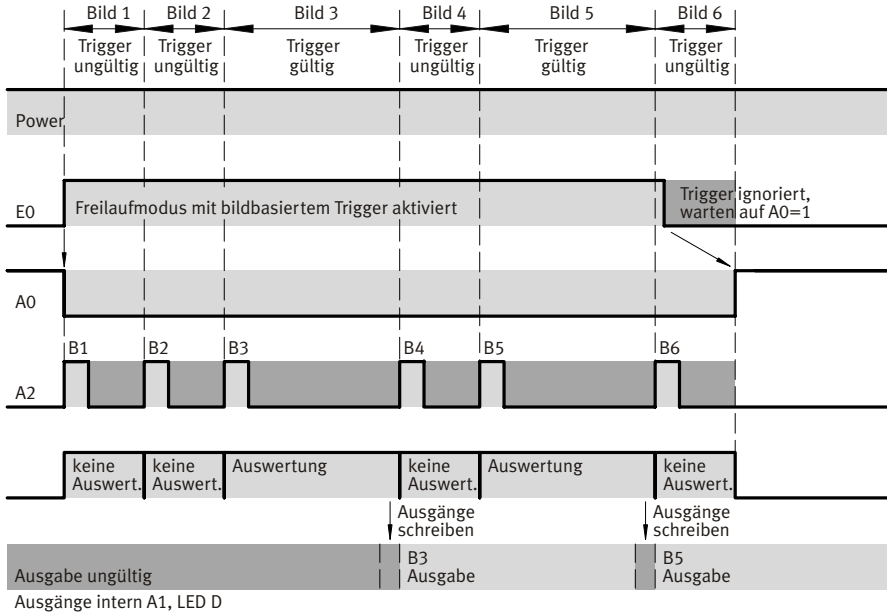 Bild 1 Bild 2 Bild 3 Bild 4 Bild 5 Bild 6
Trigger Trigger Trigger Trigger Trigger Trigger
ungültig ungültig gültig ungültig gültig ungültig
Power
E0
Freilaufmodus mit bildbasiertem Trigger aktiviert
Trigger ignoriert,
warten auf A0=1
A0
B1 B2 B3 B4 B5 B6
A2
keine keine Auswertung keine Auswertung keine
Auswert. Auswert. Auswert. Auswert.
Ausgänge Ausgänge
schreiben schreiben
B3 B5
Ausgabe ungültig Ausgabe Ausgabe
Ausgänge intern A1, LED D